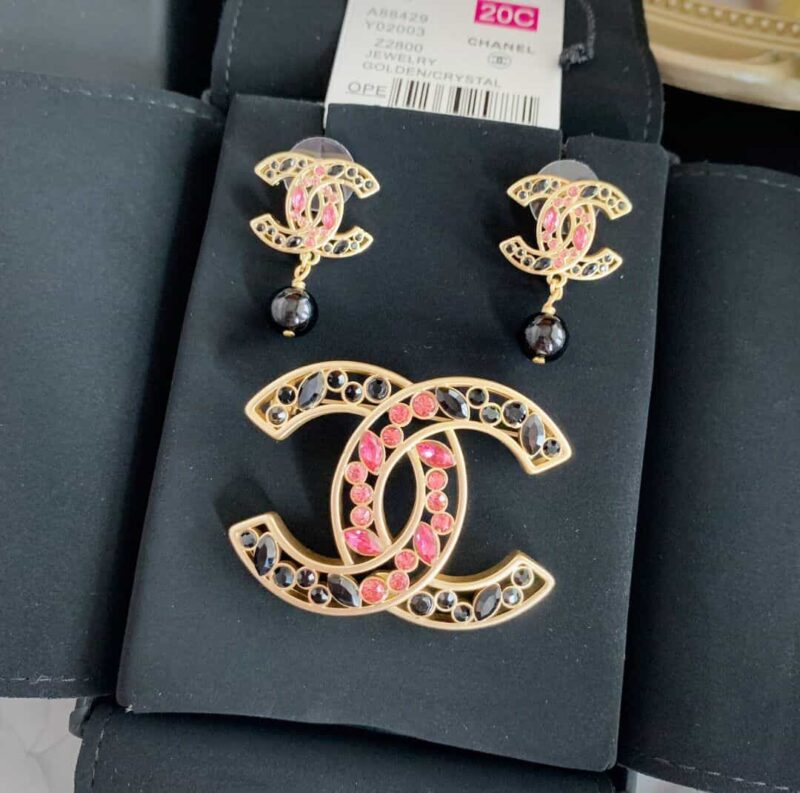 20C
A88429
Y02003
CHANEL
Z2800
JEWELRY
GOLDEN/CRYSTAL
OPE